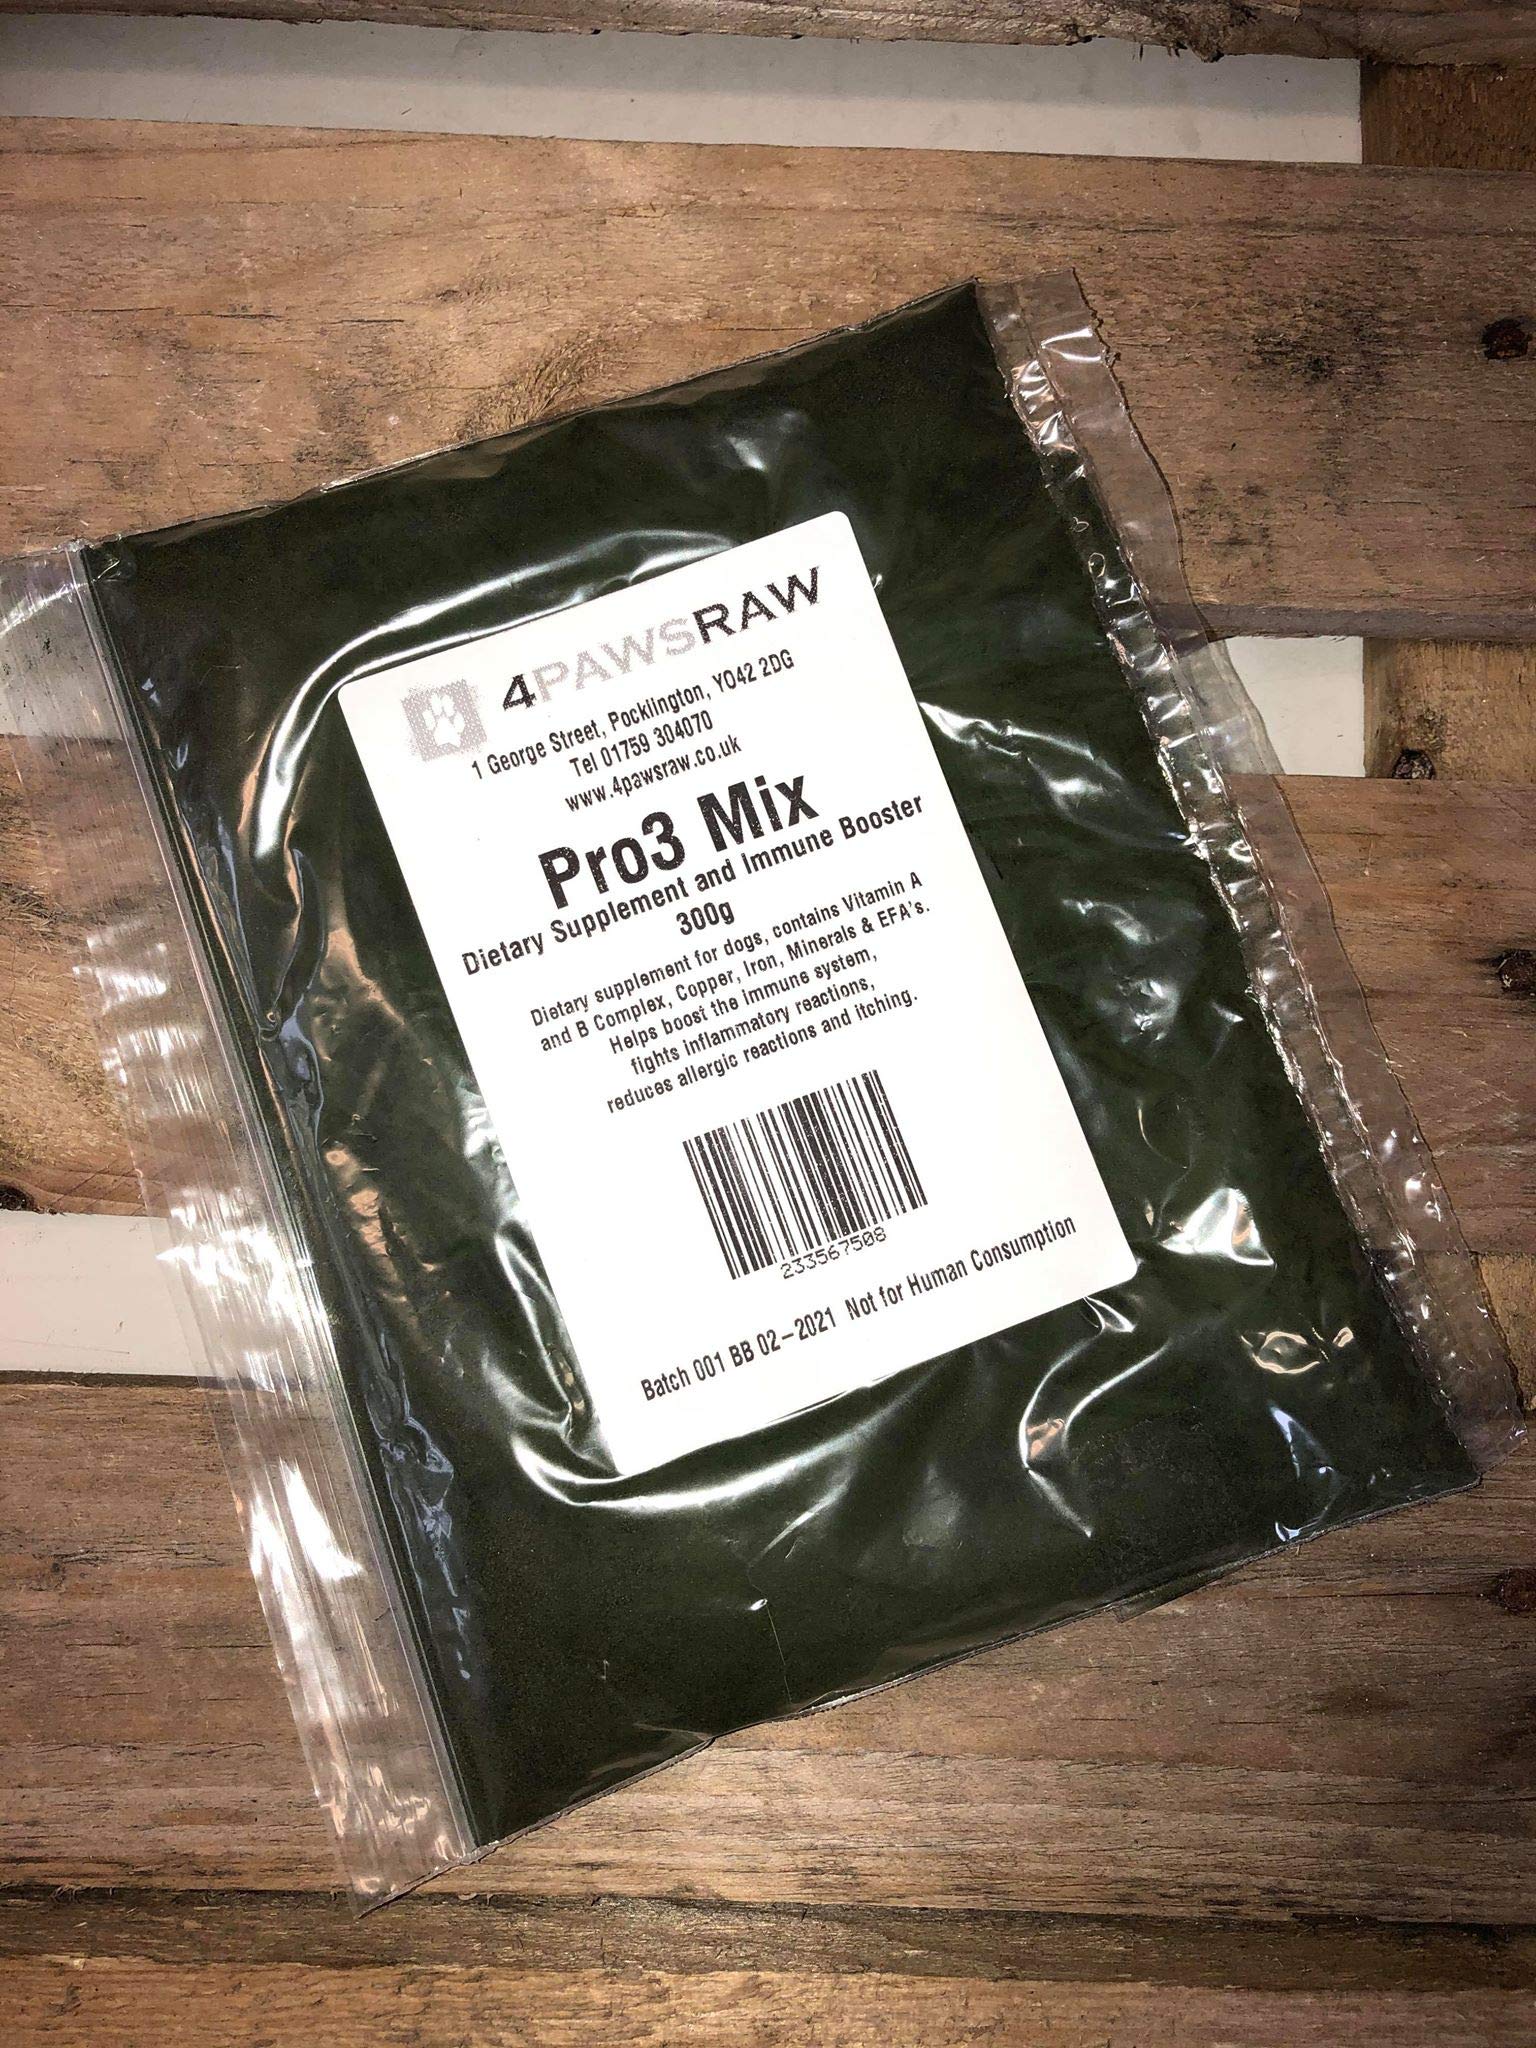 4PAWSRAW
1 George Street, Pocklington, YO42 2DG
Tel 01759 304070
www.4pawsraw.co.uk
Pro3 Mix
Dietary Supplement and Immune Booster
300g
Dietary supplement for dogs, contains Vitamin A
and B Complex, Copper, Iron, Minerals & EFA's.
Helps boost the immune system,
fights inflammatory reactions,
reduces allergic reactions and itching.
233567508
Batch 001 BB 02-2021 Not for Human Consumption